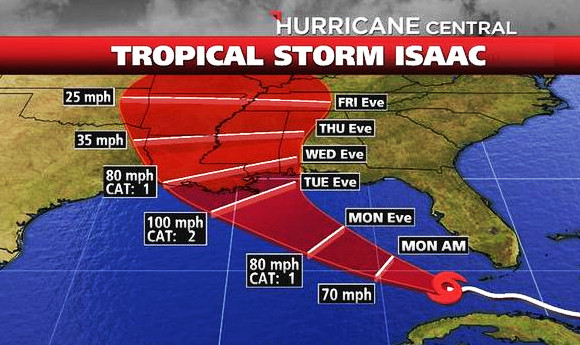 HURRICANE CENTRAL
TROPICAL STORM ISAAC
25 mph
FRI Eve
35 mph
THU Eve
WED Eve
80 mph
CAT: 1
TUE Eve
100 mph
CAT: 2
MON Eve
MON AM
80 mph
CAT: 1
70 mph